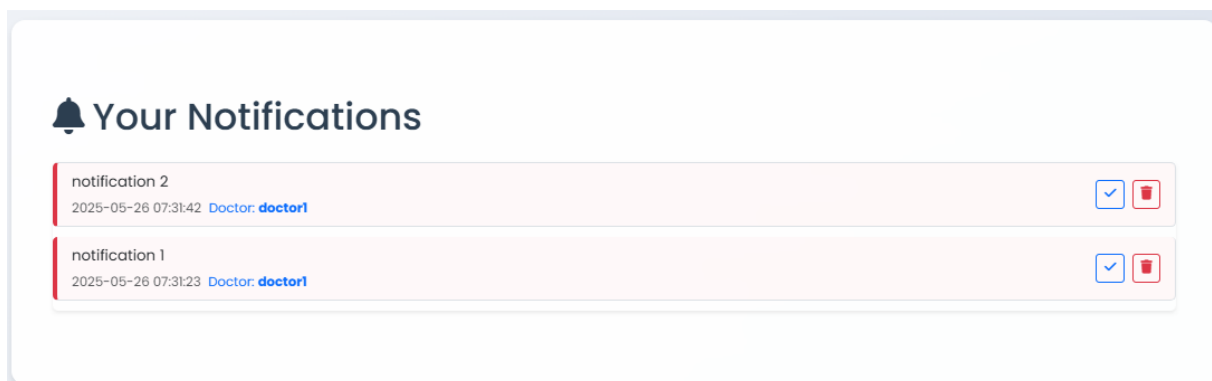 Your Notifications
notification 2
2025-05-26 07:31:42 Doctor: doctor1
notification 1
2025-05-26 07:31:23 Doctor: doctor1